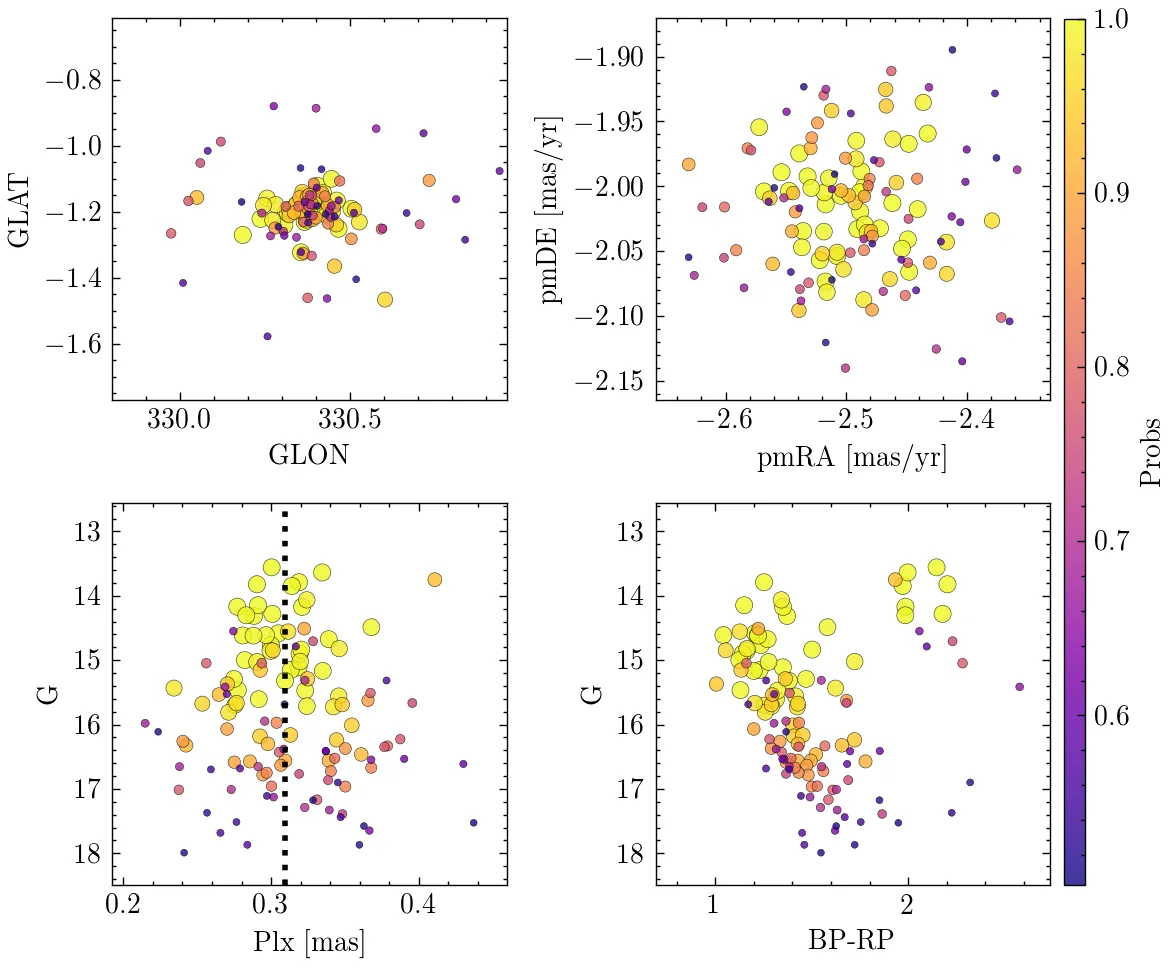 −0.8
−1.0
−1.2
−1.4
−1.6
GLAT
330.0 330.5
GLON
−1.90
−1.95
−2.00
−2.05
−2.10
−2.15
pmDE [mas/yr]
−2.6 −2.5 −2.4
pmRA [mas/yr]
1.0
0.9
0.8
0.7
0.6
Probs
13
14
15
16
17
18
G
0.2 0.3 0.4
Plx [mas]
13
14
15
16
17
18
G
1 2
BP-RP